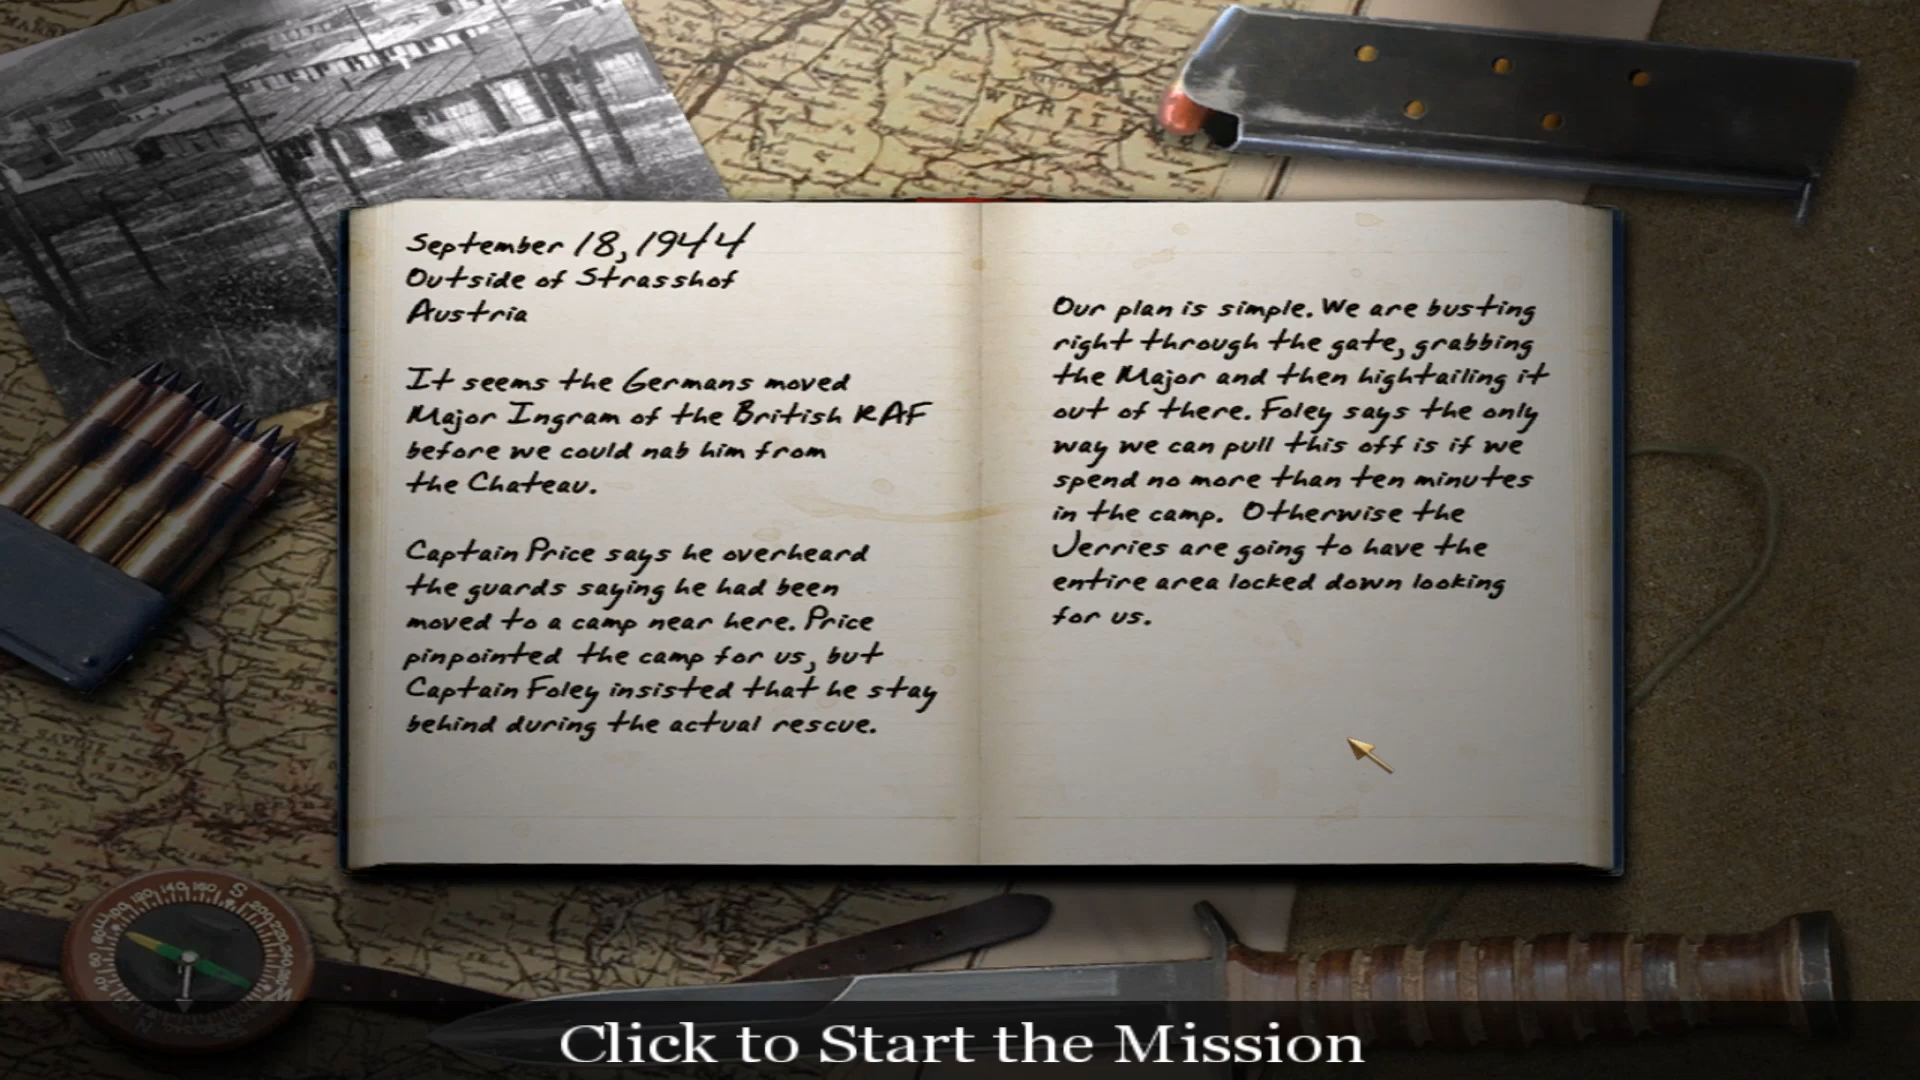 September 18, 1944
Outside of Strasshof
Austria
It seems the Germans moved
Major Ingram of the British RAF
before we could nab him from
the Chateau.
Captain Price says he overheard
the guards saying he had been
moved to a camp near here. Price
pinpointed the camp for us, but
Captain Foley insisted that he stay
behind during the actual rescue.
Our plan is simple. We are busting
right through the gate, grabbing
the Major and then hightailing it
out of there. Foley says the only
way we can pull this off is if we
spend no more than ten minutes
in the camp. Otherwise the
Jerries are going to have the
entire area locked down looking
for us.
Click to Start the Mission